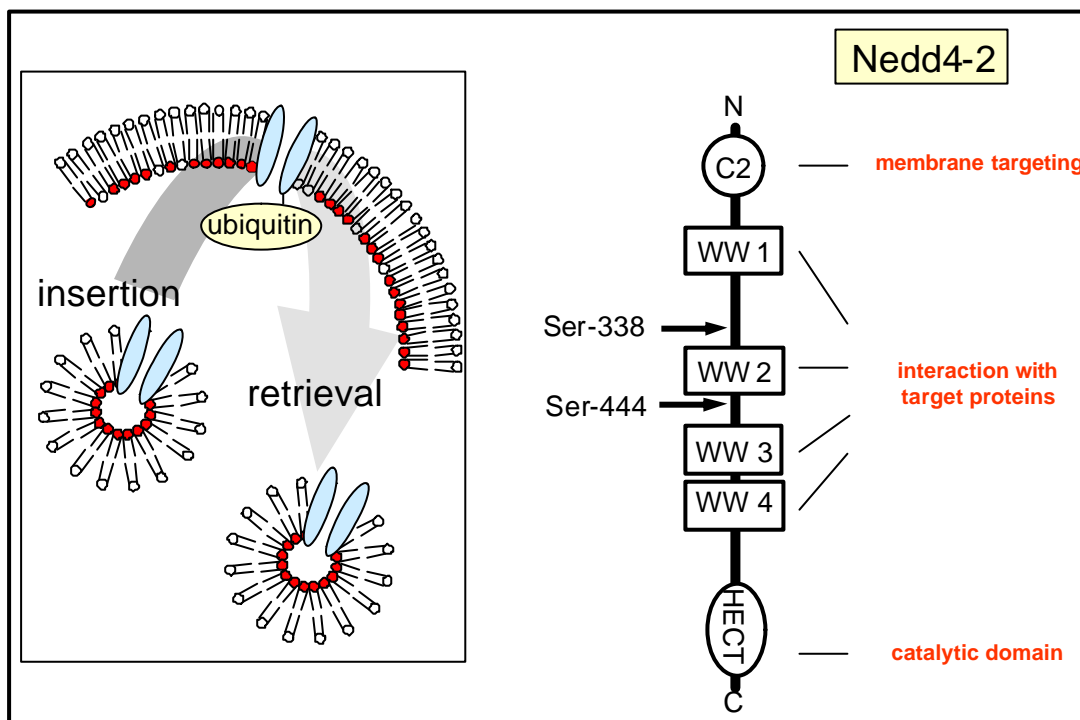 ubiquitin
insertion
retrieval
Nedd4-2
N
C2
membrane targeting
WW 1
Ser-338
WW 2
interaction with
target proteins
Ser-444
WW 3
WW 4
HECT
catalytic domain
C